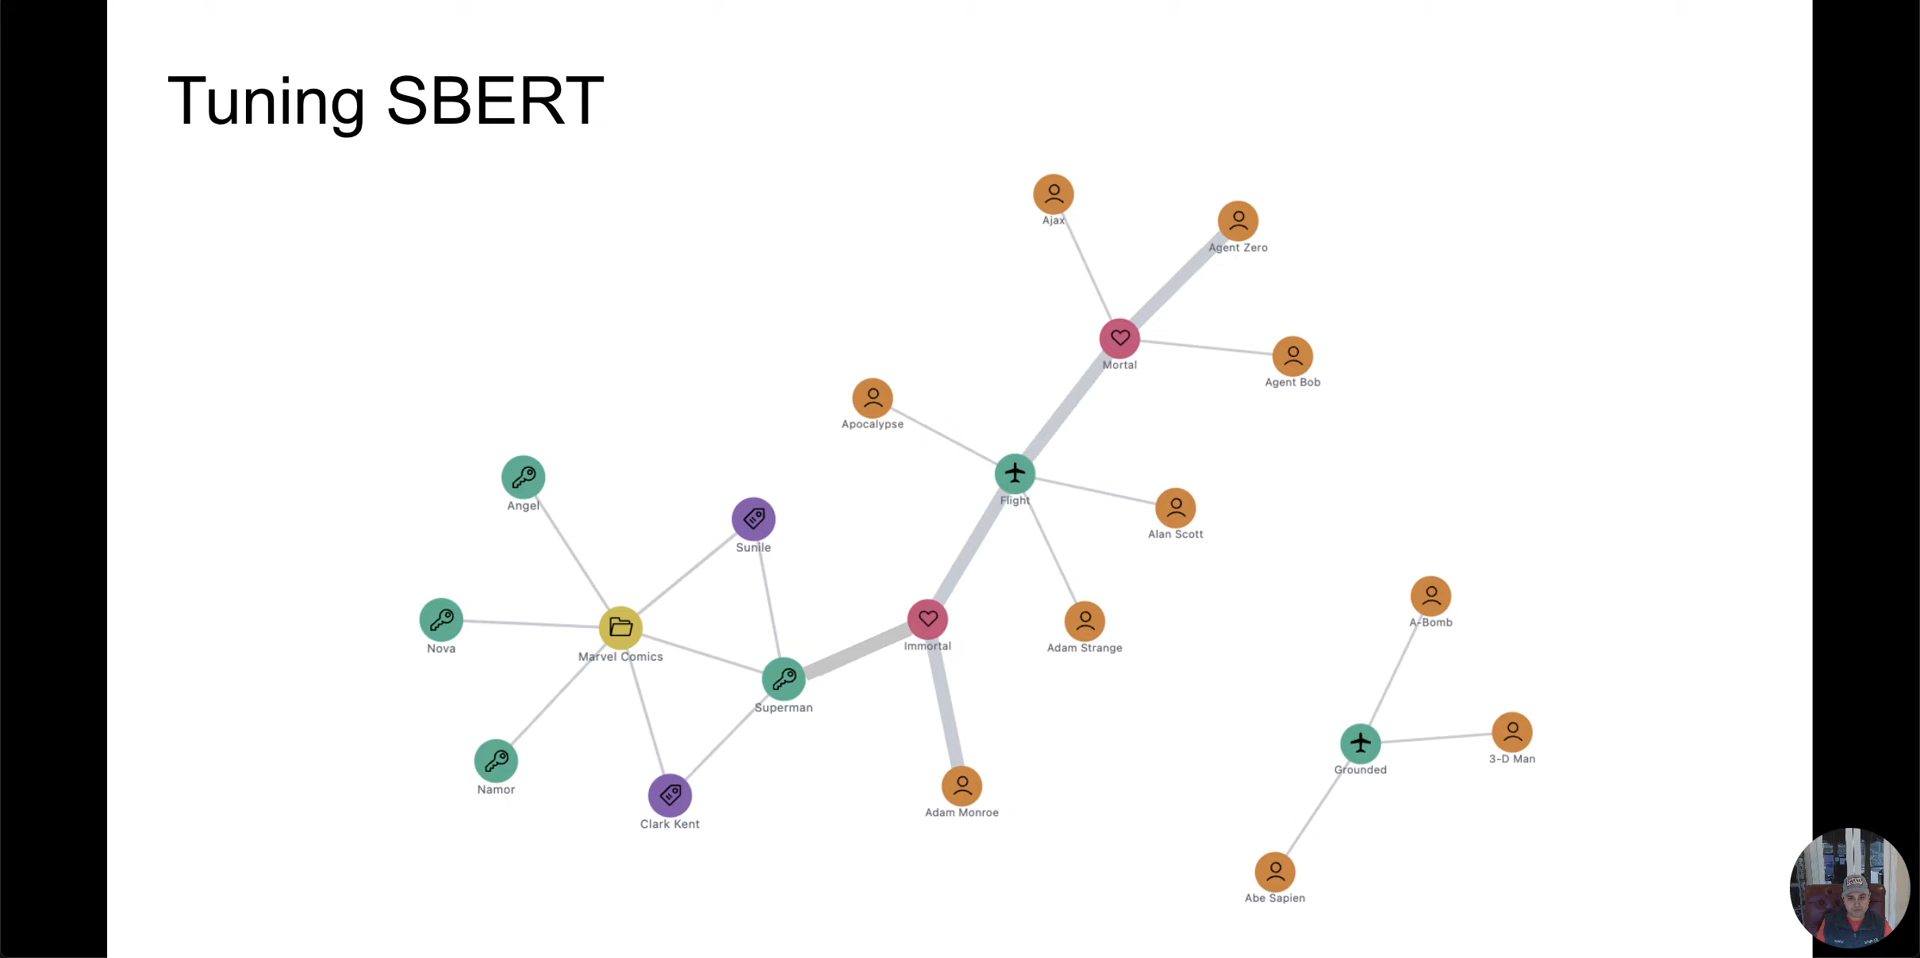 Tuning SBERT
Ajax
Agent Zero
Mortal
Agent Bob
Apocalypse
Flight
Angel
Alan Scott
Sunile
A-Bomb
Nova
Marvel Comics
Immortal
Adam Strange
Superman
3-D Man
Grounded
Namor
Clark Kent
Adam Monroe
Abe Sapien